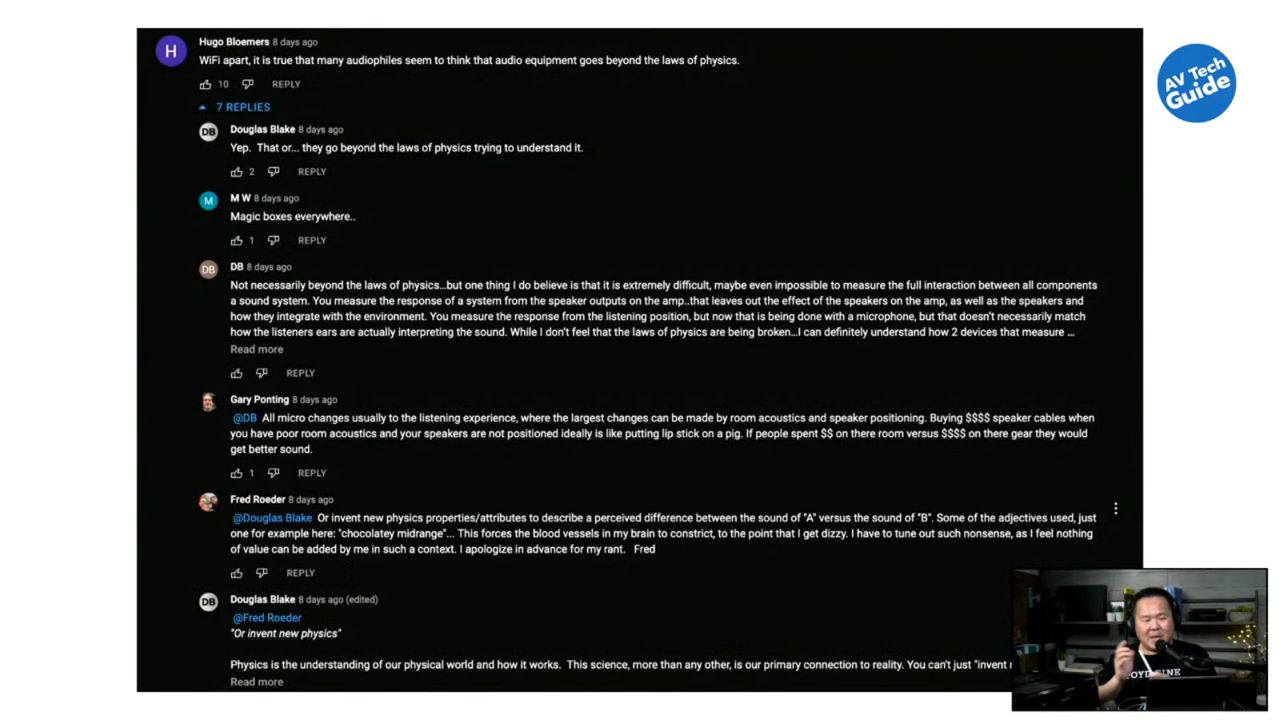 Hugo Bloemers 8 days ago
WiFi apart, it is true that many audiophiles seem to think that audio equipment goes beyond the laws of physics.
10 REPLY
7 REPLIES
Douglas Blake 8 days ago
Yep. That or... they go beyond the laws of physics trying to understand it.
2 REPLY
M W 8 days ago
Magic boxes everywhere..
1 REPLY
DB 8 days ago
Not necessarily beyond the laws of physics...but one thing I do believe is that it is extremely difficult, maybe even impossible to measure the full interaction between all components
a sound system. You measure the response of a system from the speaker outputs on the amp..that leaves out the effect of the speakers on the amp, as well as the speakers and
how they integrate with the environment. You measure the response from the listening position, but now that is being done with a microphone, but that doesn't necessarily match
how the listeners ears are actually interpreting the sound. While I don't feel that the laws of physics are being broken...I can definitely understand how 2 devices that measure ...
Read more
REPLY
Gary Ponting 8 days ago
@DB All micro changes usually to the listening experience, where the largest changes can be made by room acoustics and speaker positioning. Buying $$$$ speaker cables when
you have poor room acoustics and your speakers are not positioned ideally is like putting lip stick on a pig. If people spent $$ on there room versus $$$$ on there gear they would
get better sound.
1 REPLY
Fred Roeder 8 days ago
@Douglas Blake Or invent new physics properties/attributes to describe a perceived difference between the sound of "A" versus the sound of "B". Some of the adjectives used, just
one for example here: "chocolatey midrange"... This forces the blood vessels in my brain to constrict, to the point that I get dizzy. I have to tune out such nonsense, as I feel nothing
of value can be added by me in such a context. I apologize in advance for my rant. Fred
REPLY
Douglas Blake 8 days ago (edited)
@Fred Roeder
"Or invent new physics"
Physics is the understanding of our physical world and how it works. This science, more than any other, is our primary connection to reality. You can't just "invent
Read more
H
DB
M
DB
DB
AV Tech
Guide